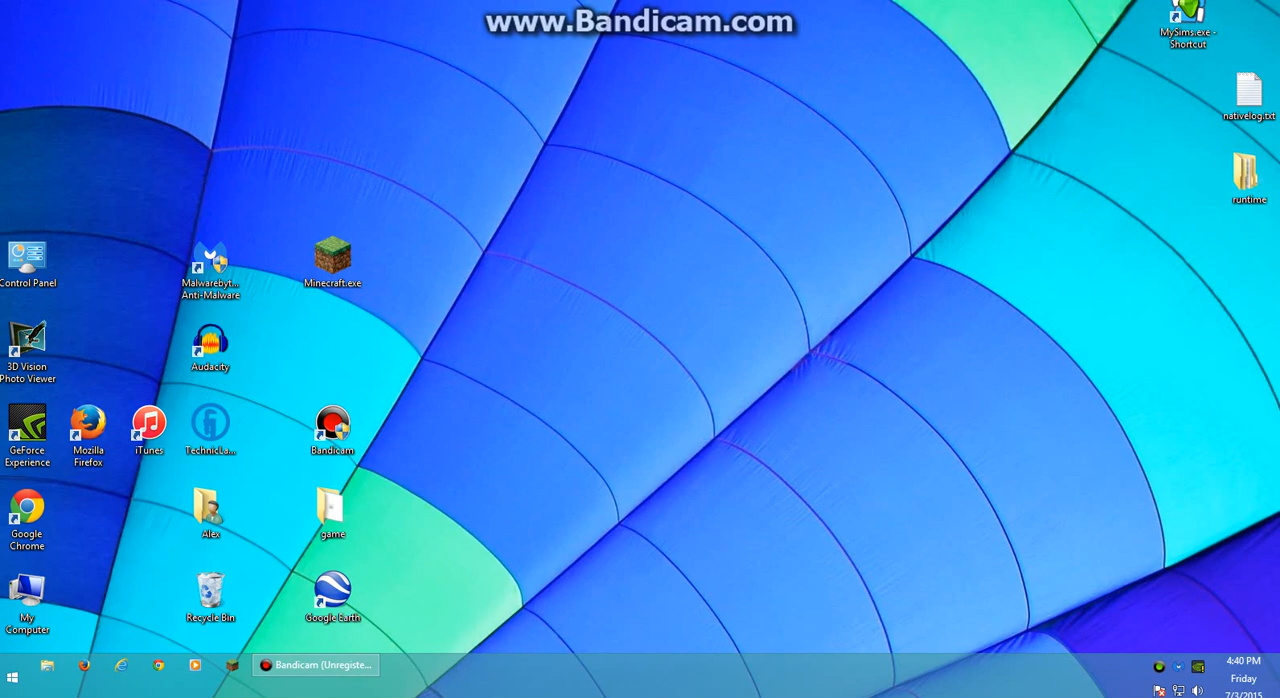 www.Bandicam.com
MySims.exe -
Shortcut
nativelog.txt
runtime
Control Panel
Malwarebyt...
Anti-Malware
Minecraft.exe
3D Vision
Photo Viewer
Audacity
GeForce
Experience
Mozilla
Firefox
iTunes
TechnicLa...
Bandicam
Google
Chrome
Alex
game
My
Computer
Recycle Bin
Google Earth
Bandicam (Unregiste...
4:40 PM
Friday
7/3/2015